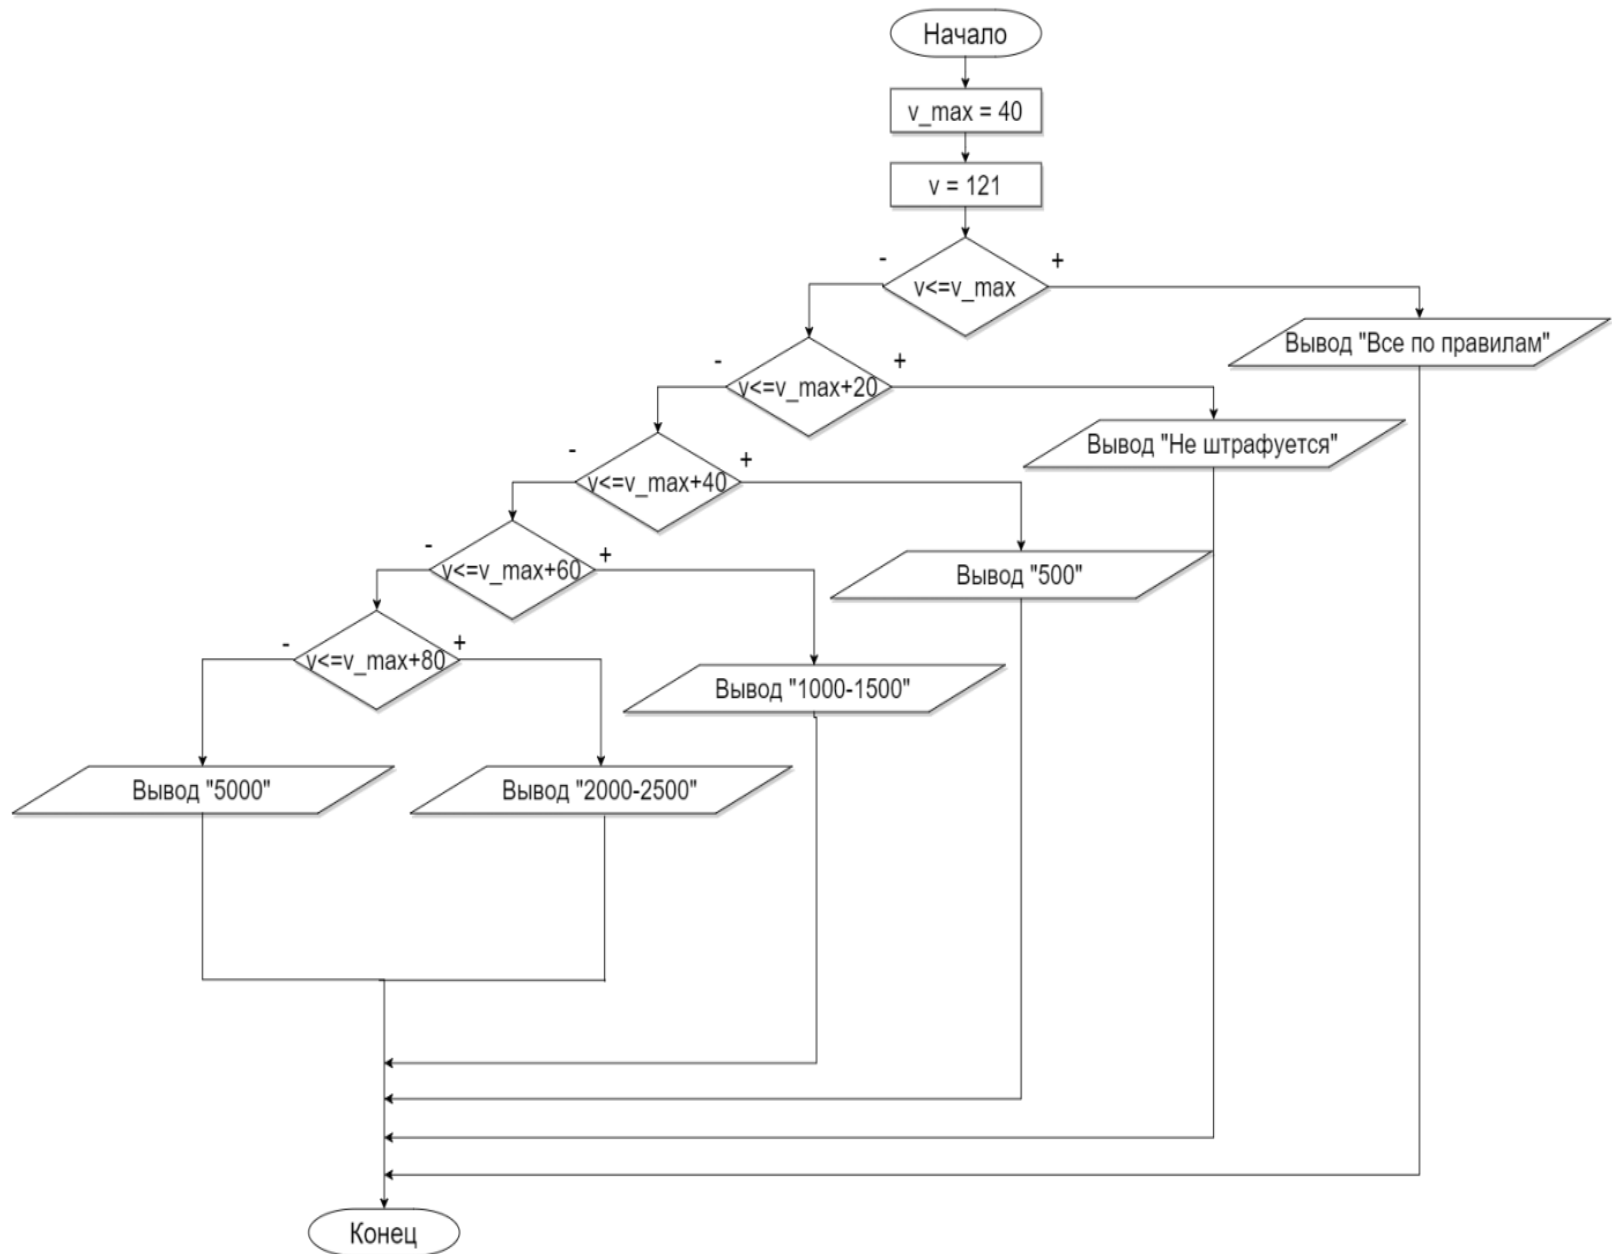 Начало
v_max = 40
v = 121
- +
v<=v_max
Вывод "Все по правилам"
- +
v<=v_max+20
Вывод "Не штрафуется"
- +
v<=v_max+40
Вывод "500"
- +
v<=v_max+60
Вывод "1000-1500"
- +
v<=v_max+80
Вывод "5000"
Вывод "2000-2500"
Конец